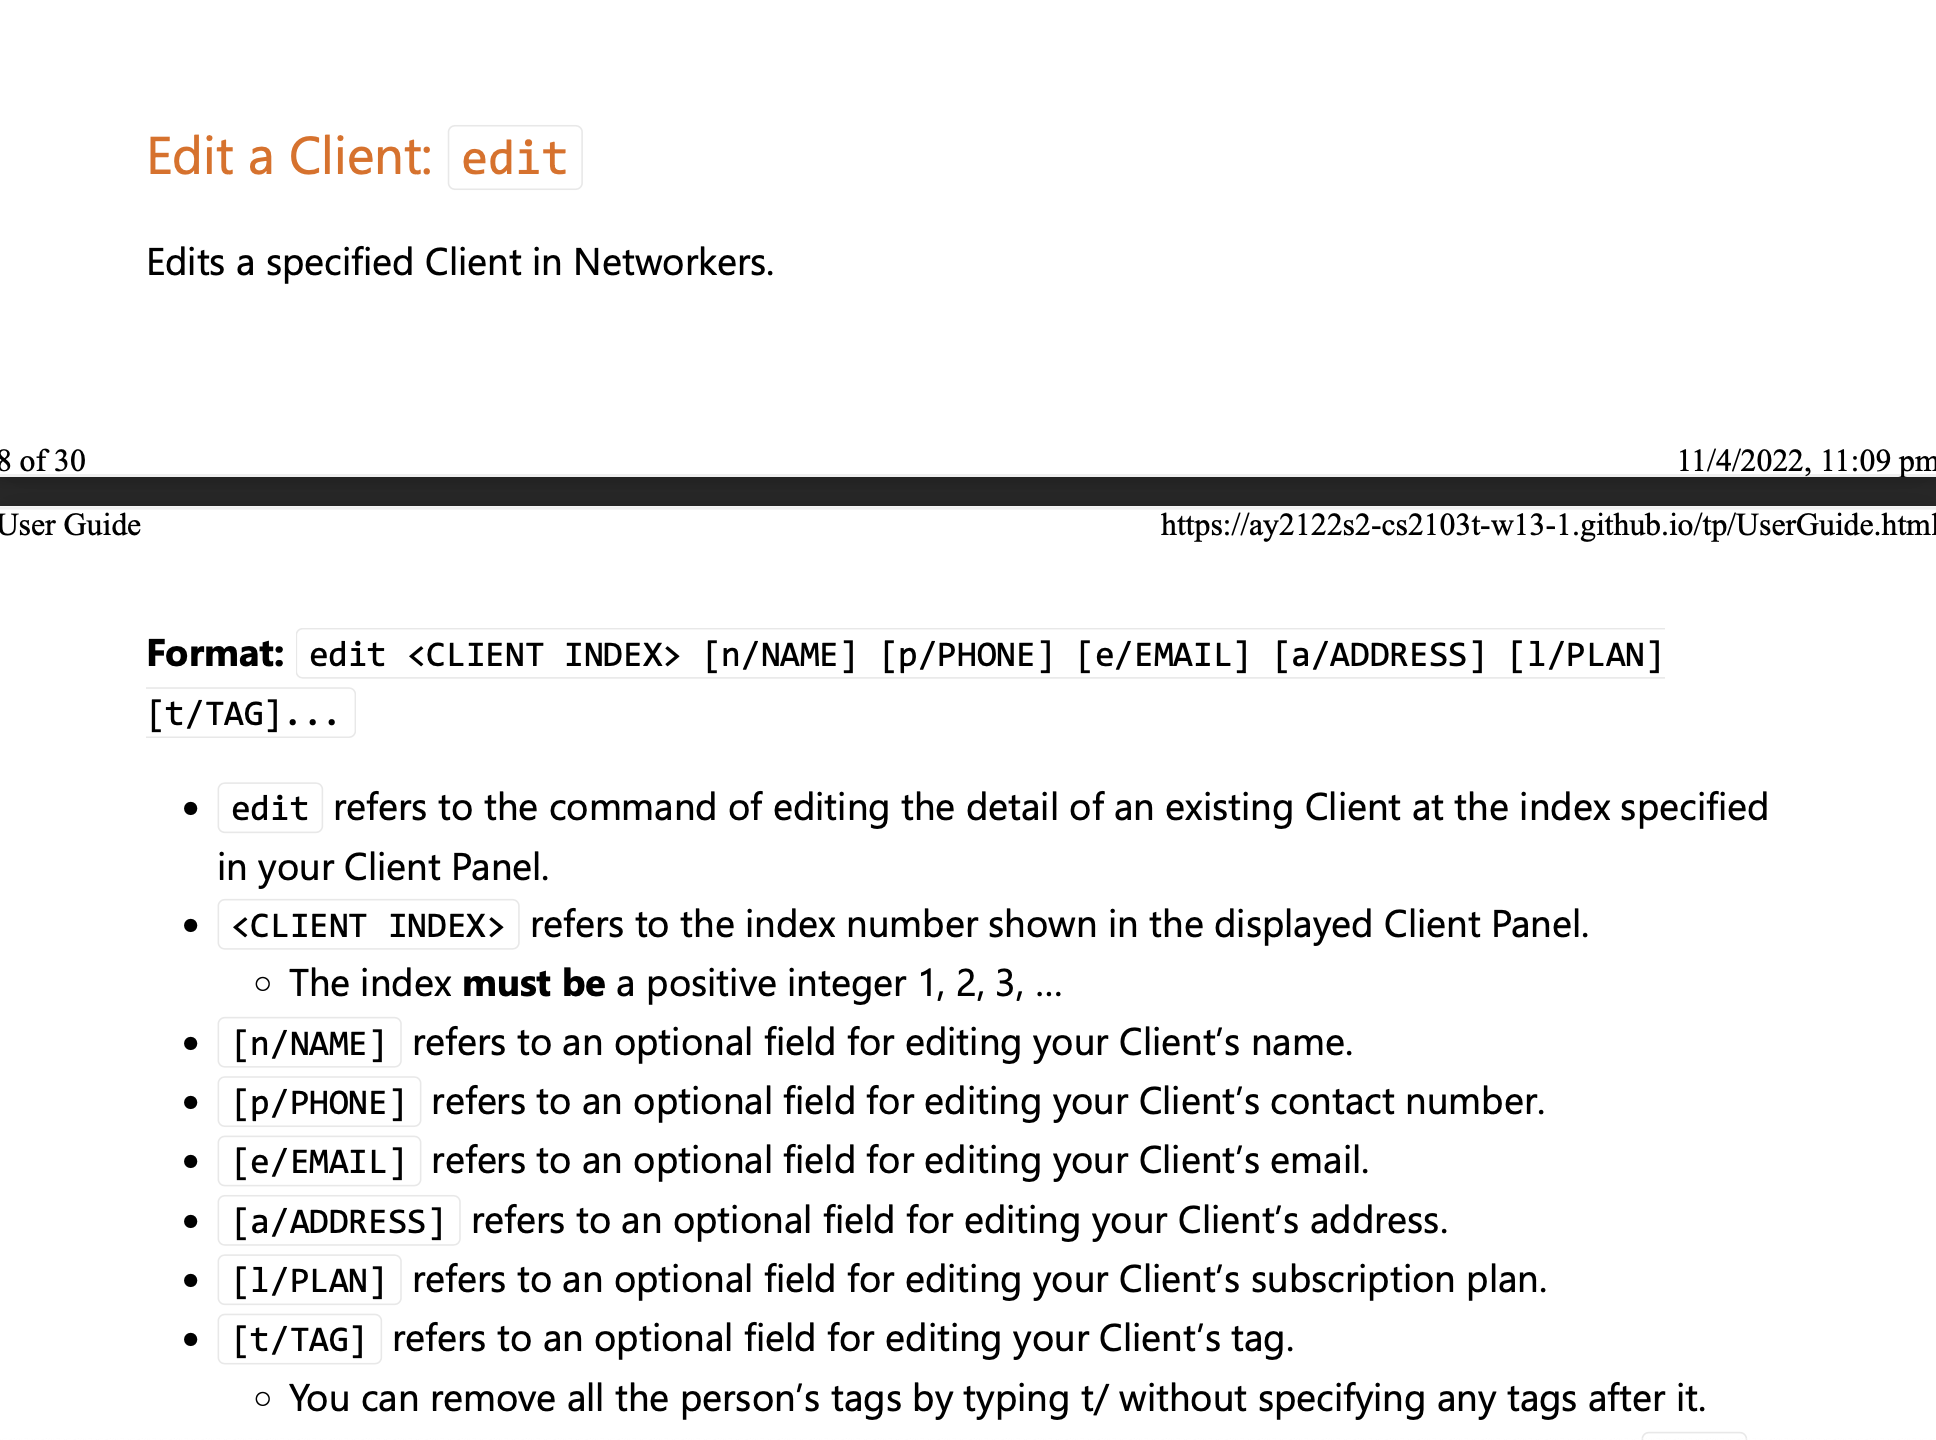 Edit a Client: edit
Edits a specified Client in Networkers.
8 of 30
11/4/2022, 11:09 pm
User Guide
https://ay2122s2-cs2103t-w13-1.github.io/tp/UserGuide.html
Format: edit <CLIENT INDEX> [n/NAME] [p/PHONE] [e/EMAIL] [a/ADDRESS] [l/PLAN]
[t/TAG]...
• edit refers to the command of editing the detail of an existing Client at the index specified
in your Client Panel.
• <CLIENT INDEX> refers to the index number shown in the displayed Client Panel.
◦ The index must be a positive integer 1, 2, 3, …
• [n/NAME] refers to an optional field for editing your Client’s name.
• [p/PHONE] refers to an optional field for editing your Client’s contact number.
• [e/EMAIL] refers to an optional field for editing your Client’s email.
• [a/ADDRESS] refers to an optional field for editing your Client’s address.
• [l/PLAN] refers to an optional field for editing your Client’s subscription plan.
• [t/TAG] refers to an optional field for editing your Client’s tag.
◦ You can remove all the person’s tags by typing t/ without specifying any tags after it.